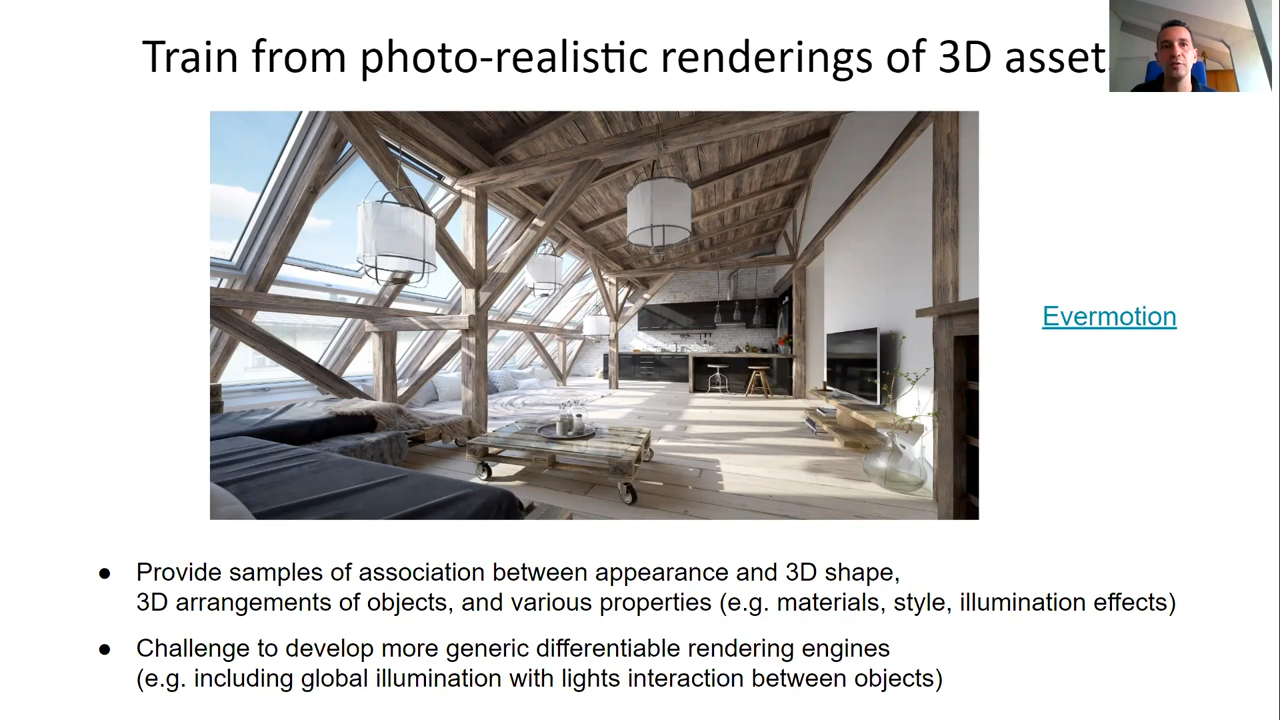 Train from photo-realistic renderings of 3D asset
Evermotion
● Provide samples of association between appearance and 3D shape,
3D arrangements of objects, and various properties (e.g. materials, style, illumination effects)
● Challenge to develop more generic differentiable rendering engines
(e.g. including global illumination with lights interaction between objects)